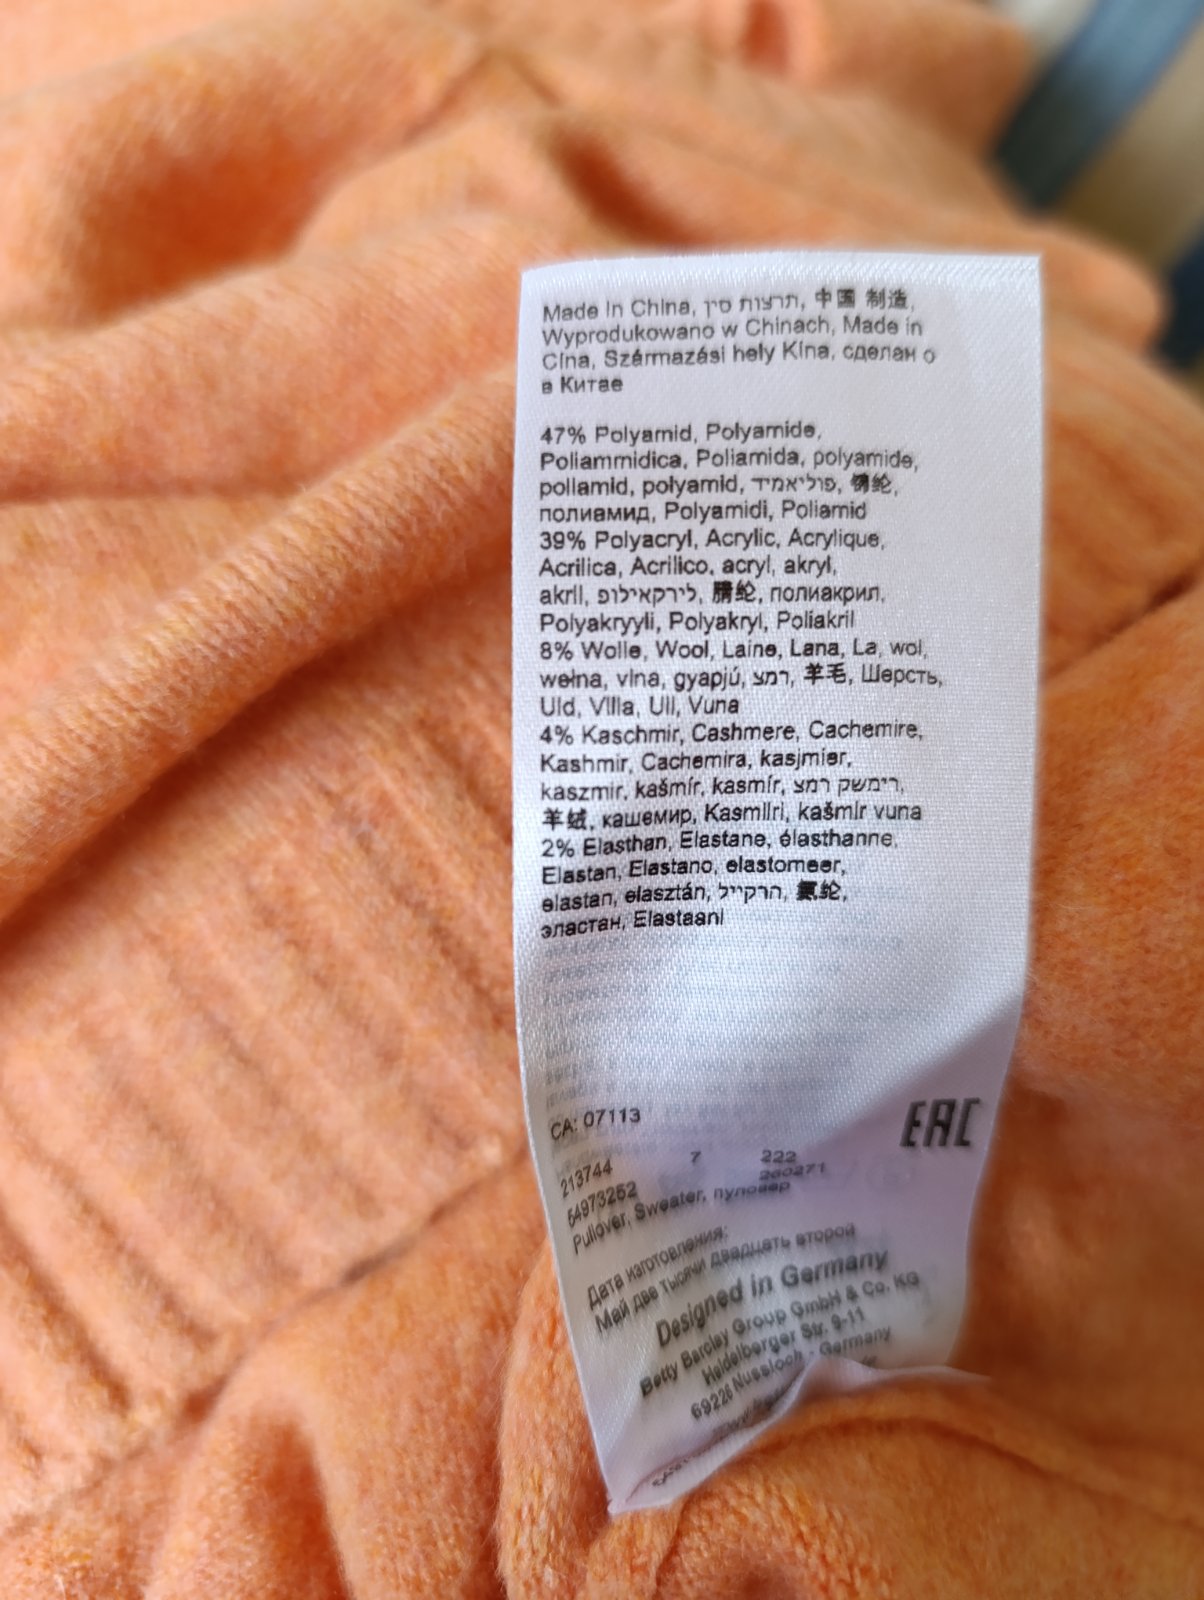 Made in China, תוצרת סין, 中国 制造,
Wyprodukowano w Chinach, Made in
Cina, Származási hely Kína, сделан о
в Китае
47% Polyamid, Polyamide,
Poliammidica, Poliamida, polyamide,
poliamid, polyamid, פוליאמיד, 锦纶,
полиамид, Polyamidi, Poliamid
39% Polyacryl, Acrylic, Acrylique,
Acrilica, Acrilico, acryl, akryl,
akril, 腈纶, полиакрил,
Polyakryyli, Polyakryl, Poliakril
8% Wolle, Wool, Laine, Lana, La, wol,
wełna, vlna, gyapjú, צמר, 羊毛, Шерсть,
Uld, Villa, Ull, Vuna
4% Kaschmir, Cashmere, Cachemire,
Kashmir, Cachemira, kasjmier,
kaszmir, kašmír, kasmír, צמר קשמיר,
羊绒, кашемир, Kasmiiri, kašmir vuna
2% Elasthan, Elastane, élasthanne,
Elastan, Elastano, elastomeer,
elastan, elasztán, 氨纶,
эластан, Elastaani
CA: 07113
EAC
213744 7 222
54973252 260271
Pullover, Sweater, пуловер
Дата изготовления:
Май две тысячи двадцать второй
Designed in Germany
Betty Barclay Group GmbH & Co. KG
Heidelberger Str. 9-11
69226 Nussloch - Germany